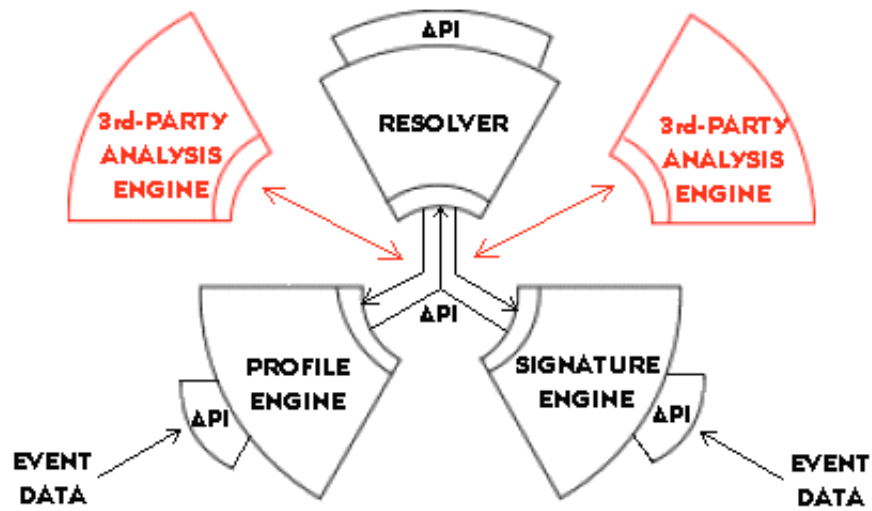 API
RESOLVER
3rd-PARTY
ANALYSIS
ENGINE
3rd-PARTY
ANALYSIS
ENGINE
API
PROFILE
ENGINE
SIGNATURE
ENGINE
API
API
EVENT
DATA
EVENT
DATA